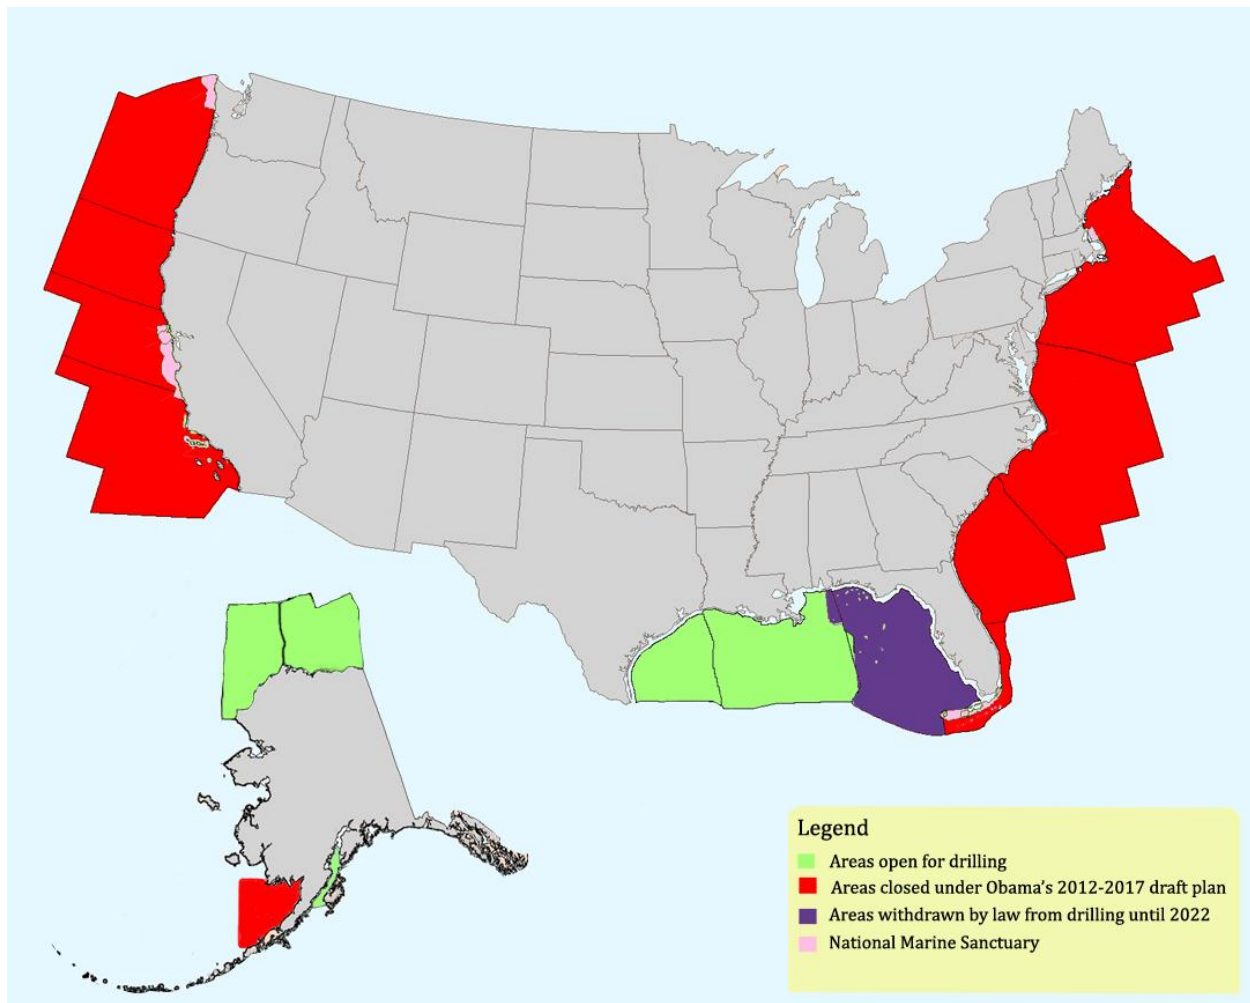 Legend
Areas open for drilling
Areas closed under Obama's 2012-2017 draft plan
Areas withdrawn by law from drilling until 2022
National Marine Sanctuary